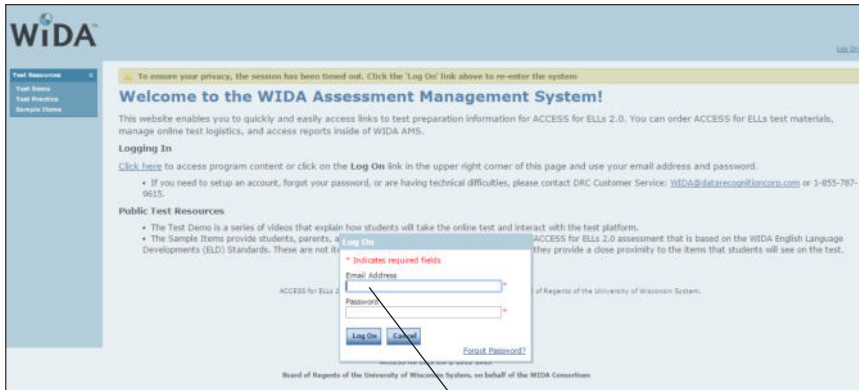 WiDA
Log On
Test Resources
Test Demo
Test Practice
Sample Items
To ensure your privacy, the session has been timed out. Click the 'Log On' link above to re-enter the system
Welcome to the WIDA Assessment Management System!
This website enables you to quickly and easily access links to test preparation information for ACCESS for ELLs 2.0. You can order ACCESS for ELLs test materials,
manage online test logistics, and access reports inside of WIDA AMS.
Logging In
Click here to access program content or click on the Log On link in the upper right corner of this page and use your email address and password.
• If you need to setup an account, forgot your password, or are having technical difficulties, please contact DRC Customer Service: WIDA@datarecognitioncorp.com or 1-855-787-
9615.
Public Test Resources
• The Test Demo is a series of videos that explain how students will take the online test and interact with the test platform.
• The Sample Items provide students, parents, a
ACCESS for ELLs 2.0 assessment that is based on the WIDA English Language
Developments (ELD) Standards. These are not it
they provide a close proximity to the items that students will see on the test.
Log On
* Indicates required fields
Email Address
*
Password
*
Log On Cancel
Forgot Password?
ACCESS for ELLs 2
of Regents of the University of Wisconsin System.
Board of Regents of the University of Wisconsin System, on behalf of the WIDA Consortium